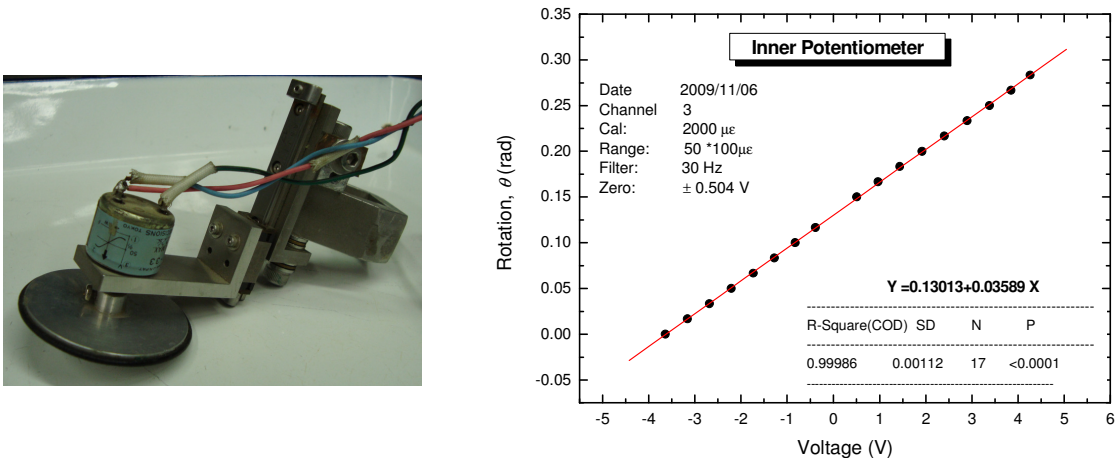 Inner Potentiometer
Date 2009/11/06
Channel 3
Cal: 2000 µε
Range: 50 *100µε
Filter: 30 Hz
Zero: ± 0.504 V
Y =0.13013+0.03589 X
R-Square(COD) SD N P
0.99986 0.00112 17 <0.0001
Rotation, θ (rad)
0.35
0.30
0.25
0.20
0.15
0.10
0.05
0.00
-0.05
-5 -4 -3 -2 -1 0 1 2 3 4 5 6
Voltage (V)